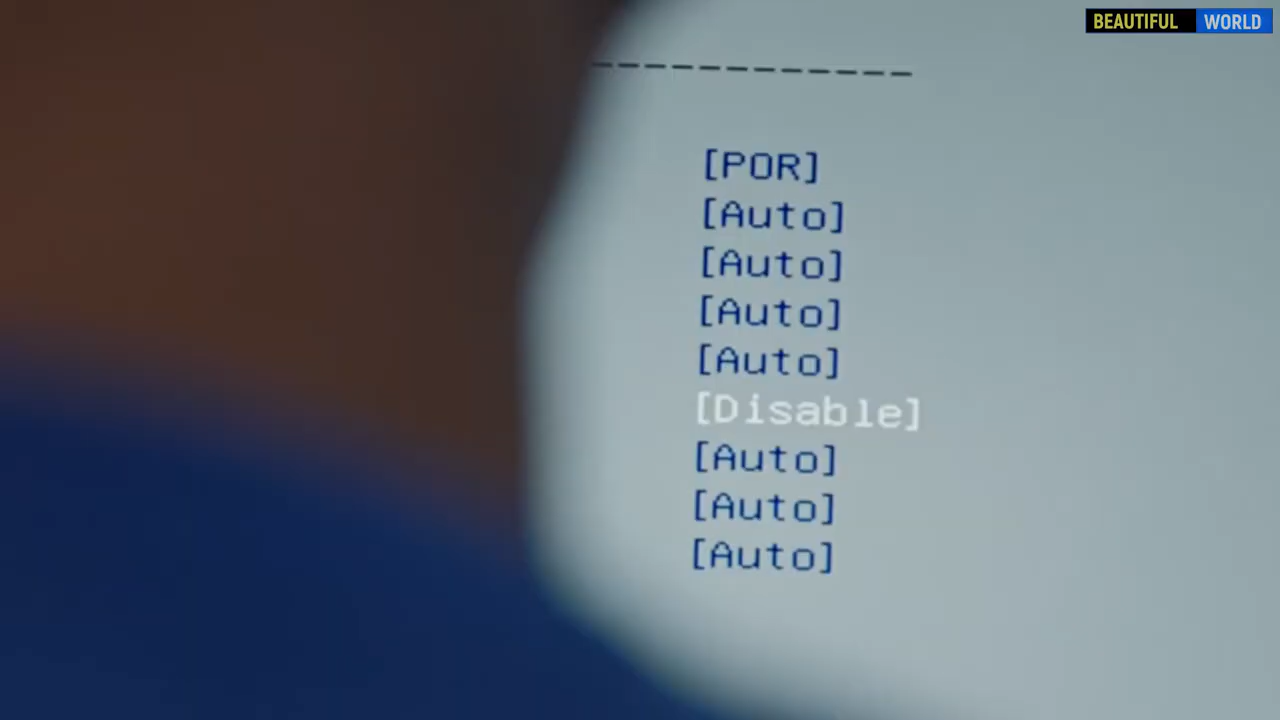 BEAUTIFUL WORLD
-------------
[POR]
[Auto]
[Auto]
[Auto]
[Auto]
[Disable]
[Auto]
[Auto]
[Auto]